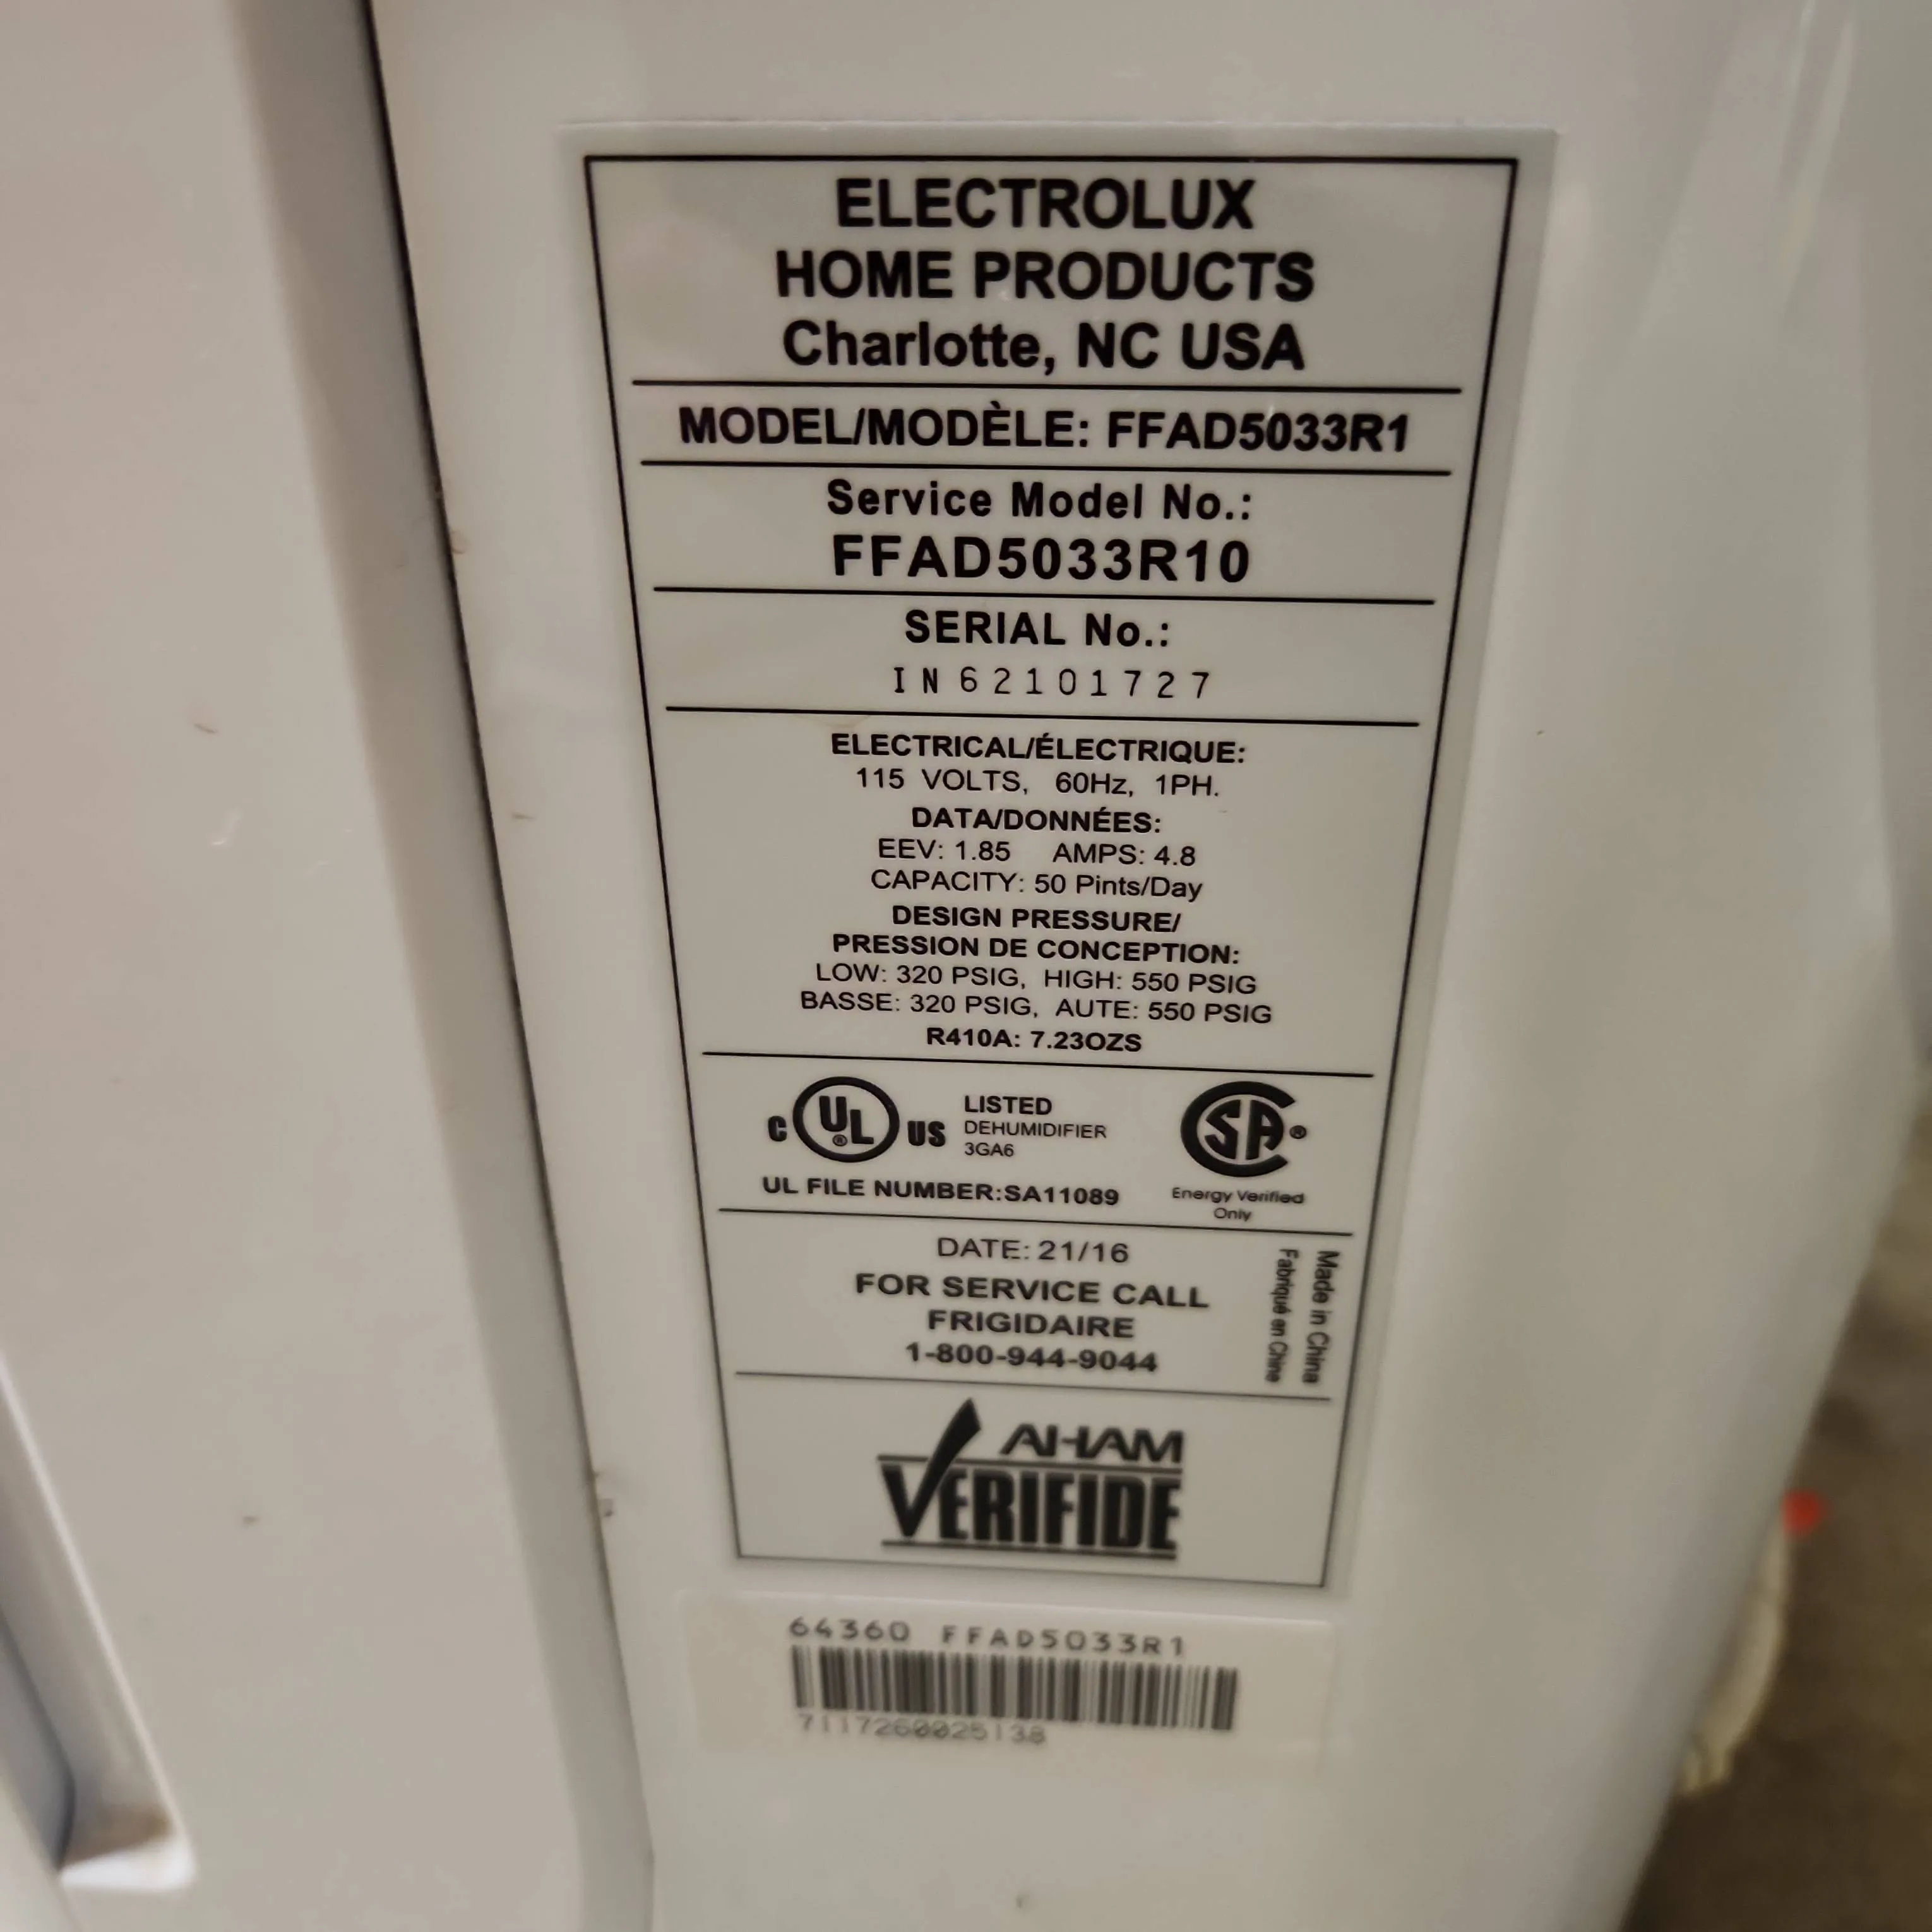 ELECTROLUX
HOME PRODUCTS
Charlotte, NC USA
MODEL/MODÈLE: FFAD5033R1
Service Model No.:
FFAD5033R10
SERIAL No.:
IN62101727
ELECTRICAL/ÉLECTRIQUE:
115 VOLTS, 60Hz, 1PH.
DATA/DONNÉES:
EEV: 1.85 AMPS: 4.8
CAPACITY: 50 Pints/Day
DESIGN PRESSURE/
PRESSION DE CONCEPTION:
LOW: 320 PSIG, HIGH: 550 PSIG
BASSE: 320 PSIG, AUTE: 550 PSIG
R410A: 7.23OZS
C UL® US
LISTED
DEHUMIDIFIER
3GA6
UL FILE NUMBER:SA11089
CSA®
Energy Verified
Only
DATE: 21/16
FOR SERVICE CALL
FRIGIDAIRE
1-800-944-9044
Made in China
Fabriqué en Chine
AHAM
VERIFIDE
64360 FFAD5033R1
7117260025138